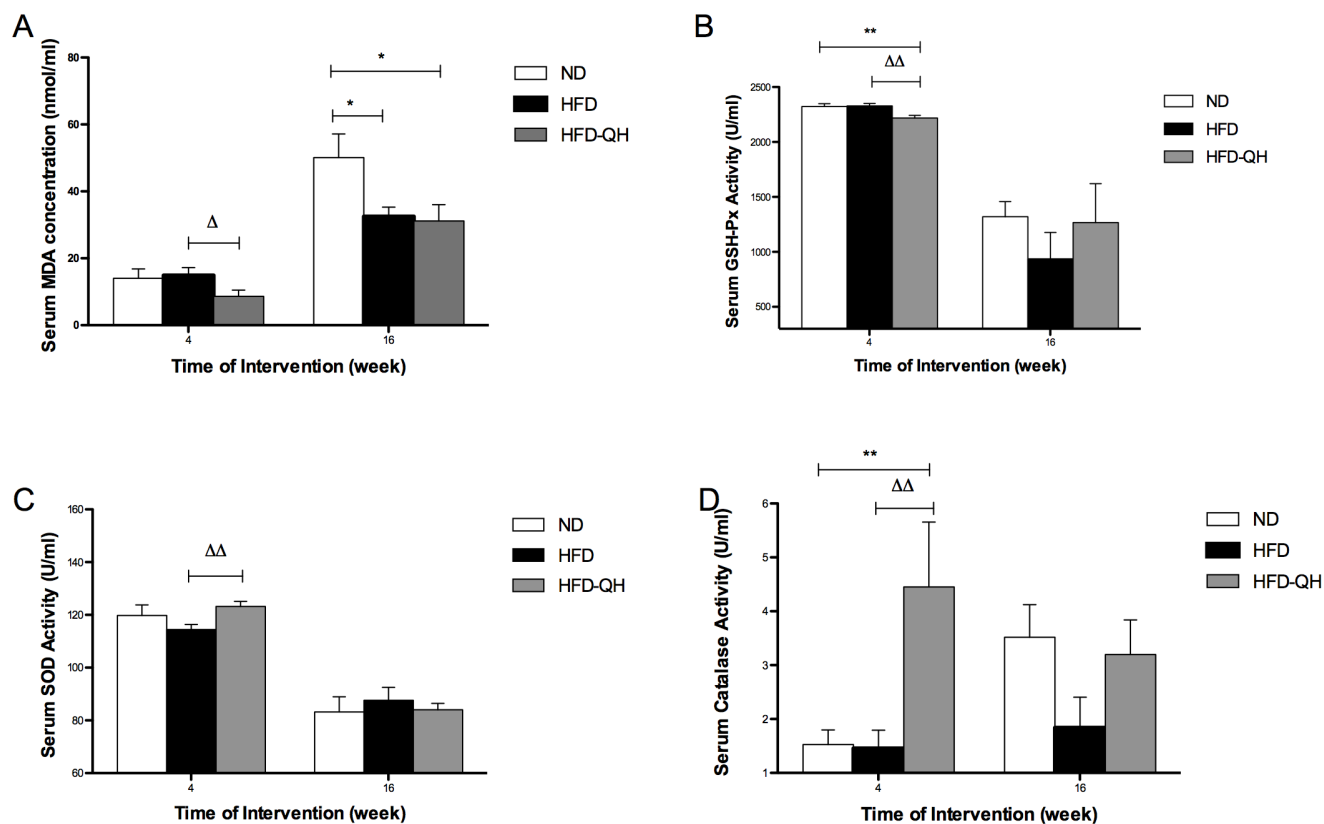 A
Serum MDA concentration (nmol/ml)
80
60
40
20
0
*
*
Δ
4
16
Time of Intervention (week)
ND
HFD
HFD-QH
B
Serum GSH-Px Activity (U/ml)
2500
2500
1500
1000
500
**
ΔΔ
4
16
Time of Intervention (week)
ND
HFD
HFD-QH
C
Serum SOD Activity (U/ml)
160
140
120
100
80
60
ΔΔ
4
16
Time of Intervention (week)
ND
HFD
HFD-QH
D
Serum Catalase Activity (U/ml)
6
5
4
3
2
1
**
ΔΔ
4
16
Time of Intervention (week)
ND
HFD
HFD-QH